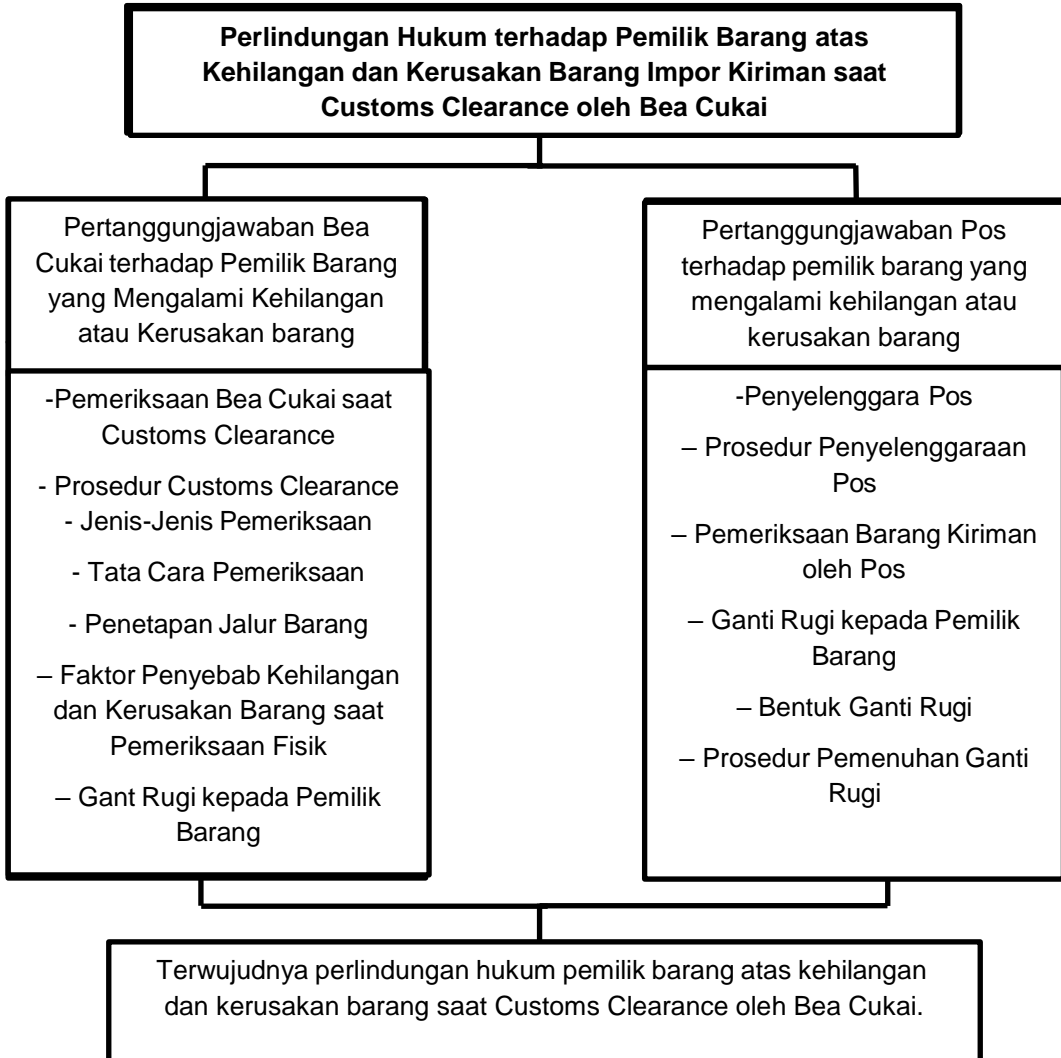 Perlindungan Hukum terhadap Pemilik Barang atas
Kehilangan dan Kerusakan Barang Impor Kiriman saat
Customs Clearance oleh Bea Cukai
Pertanggungjawaban Bea
Cukai terhadap Pemilik Barang
yang Mengalami Kehilangan
atau Kerusakan barang
-Pemeriksaan Bea Cukai saat
Customs Clearance
- Prosedur Customs Clearance
- Jenis-Jenis Pemeriksaan
- Tata Cara Pemeriksaan
- Penetapan Jalur Barang
– Faktor Penyebab Kehilangan
dan Kerusakan Barang saat
Pemeriksaan Fisik
– Gant Rugi kepada Pemilik
Barang
Pertanggungjawaban Pos
terhadap pemilik barang yang
mengalami kehilangan atau
kerusakan barang
-Penyelenggara Pos
– Prosedur Penyelenggaraan
Pos
– Pemeriksaan Barang Kiriman
oleh Pos
– Ganti Rugi kepada Pemilik
Barang
– Bentuk Ganti Rugi
– Prosedur Pemenuhan Ganti
Rugi
Terwujudnya perlindungan hukum pemilik barang atas kehilangan
dan kerusakan barang saat Customs Clearance oleh Bea Cukai.